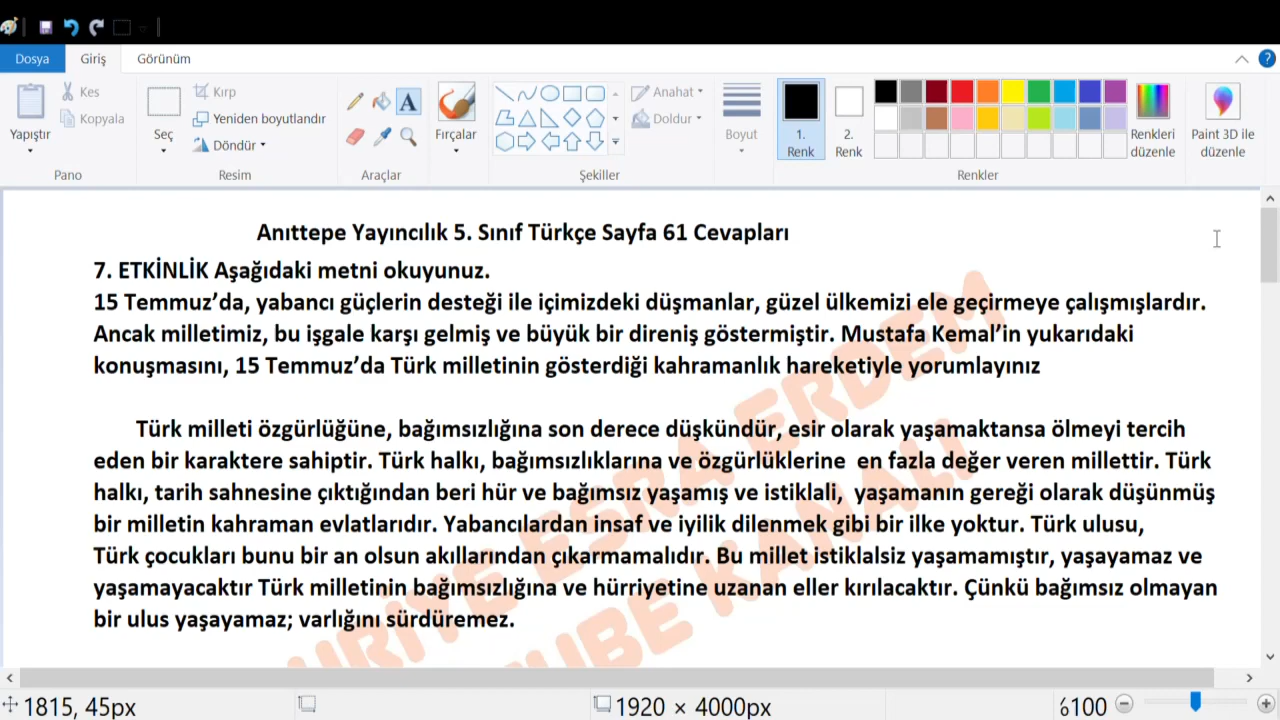 Dosya Giriş Görünüm
Yapıştır
Kes
Kopyala
Pano
Seç
Kırp
Yeniden boyutlandır
Döndür
Resim
A
Araçlar
Fırçalar
Anahat
Doldur
Şekiller
Boyut
1.
Renk
2.
Renk
Renkleri
düzenle
Paint 3D ile
düzenle
Renkler
Anıttepe Yayıncılık 5. Sınıf Türkçe Sayfa 61 Cevapları
7. ETKİNLİK Aşağıdaki metni okuyunuz.
15 Temmuz’da, yabancı güçlerin desteği ile içimizdeki düşmanlar, güzel ülkemizi ele geçirmeye çalışmışlardır.
Ancak milletimiz, bu işgale karşı gelmiş ve büyük bir direniş göstermiştir. Mustafa Kemal’in yukarıdaki
konuşmasını, 15 Temmuz’da Türk milletinin gösterdiği kahramanlık hareketiyle yorumlayınız
Türk milleti özgürlüğüne, bağımsızlığına son derece düşkündür, esir olarak yaşamaktansa ölmeyi tercih
eden bir karaktere sahiptir. Türk halkı, bağımsızlıklarına ve özgürlüklerine en fazla değer veren millettir. Türk
halkı, tarih sahnesine çıktığından beri hür ve bağımsız yaşamış ve istiklali, yaşamanın gereği olarak düşünmüş
bir milletin kahraman evlatlarıdır. Yabancılardan insaf ve iyilik dilenmek gibi bir ilke yoktur. Türk ulusu,
Türk çocukları bunu bir an olsun akıllarından çıkarmamalıdır. Bu millet istiklalsiz yaşamamıştır, yaşayamaz ve
yaşamayacaktır Türk milletinin bağımsızlığına ve hürriyetine uzanan eller kırılacaktır. Çünkü bağımsız olmayan
bir ulus yaşayamaz; varlığını sürdüremez.
ESRA ERDEM
KANALI
1815, 45px
1920 × 4000px